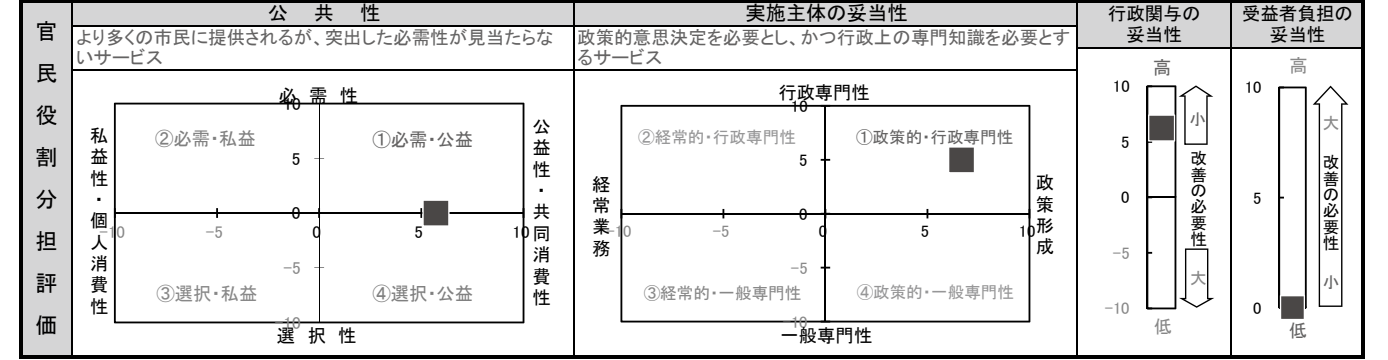 官民役割分担評価
公共性
より多くの市民に提供されるが、突出した必需性が見当たらな
いサービス
必需性
10
②必需・私益
①必需・公益
5
私益性・個人消費性
公益性・共同消費性
0
-10
-5
0
5
10
-5
③選択・私益
④選択・公益
-10
選択性
実施主体の妥当性
政策的意思決定を必要とし、かつ行政上の専門知識を必要とす
るサービス
行政専門性
10
②経常的・行政専門性
①政策的・行政専門性
5
経常業務
政策形成
0
-10
-5
0
5
10
-5
③経常的・一般専門性
④政策的・一般専門性
-10
一般専門性
行政関与の
妥当性
高
10
5
0
-5
-10
小
改善の必要性
大
低
受益者負担の
妥当性
高
10
5
0
大
改善の必要性
小
低